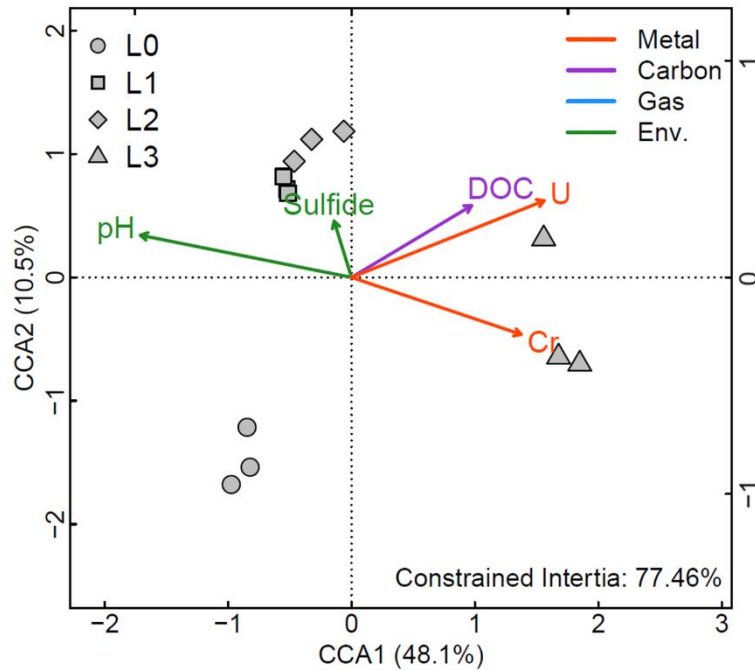 L0
L1
L2
L3
Metal
Carbon
Gas
Env.
pH
Sulfide
DOC
U
Cr
Constrained Intertia: 77.46%
2
1
0
−1
−2
CCA2 (10.5%)
1
0
−1
−2
−1
0
1
2
3
CCA1 (48.1%)